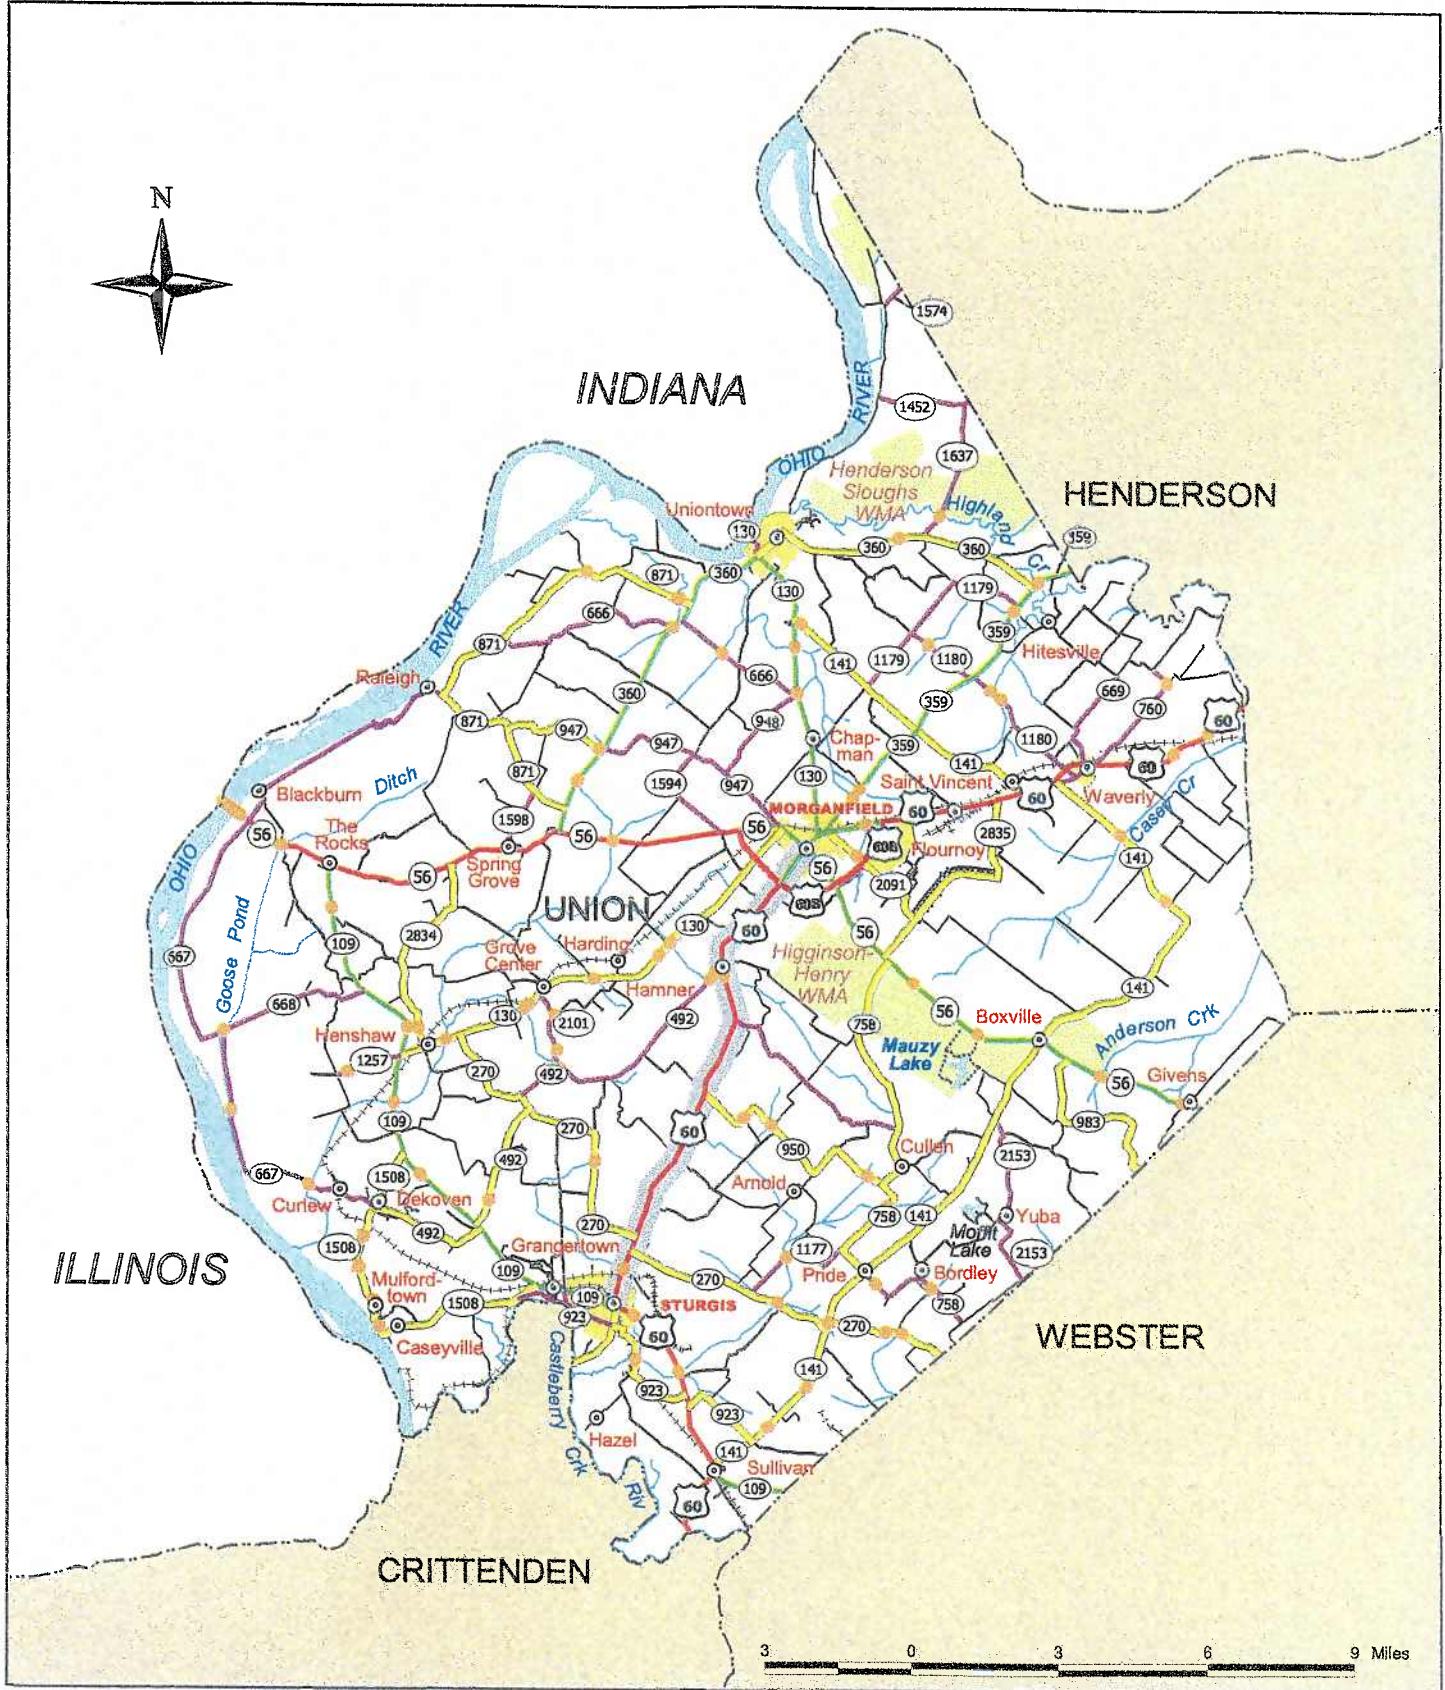 N
1574
INDIANA
RIVER
1452
OHIO
1637
Henderson
Sloughs
WMA
Highland
Cr
HENDERSON
Uniontown
130
360
360
359
871
360
130
1179
666
359
RIVER
871
Hitesville
141
1179
1180
666
Raleigh
360
669
359
760
948
60
871
947
Chap-
man
947
359
1180
141
Ditch
871
1594
947
130
Saint Vincent
60
Blackburn
Waverly
Casey Cr
60
MORGANFIELD
60
The
Rocks
56
1598
56
56
2835
OHIO
60B
Flournoy
141
Spring
Grove
56
56
2091
60B
UNION
Goose Pond
130
60
56
2834
109
Grove
Center
Harding
Higginson-
Henry
WMA
667
Hamner
141
668
130
2101
492
56
Boxville
758
Anderson Crk
Henshaw
Mauzy
Lake
1257
270
492
56
Givens
109
270
60
983
950
2153
492
Cullen
667
1508
Arnold
Curlew
Dekoven
758
141
Yuba
492
270
Moffit
Lake
1508
Grangertown
1177
2153
ILLINOIS
109
270
Pride
Bordley
Mulford-
town
1508
109
STURGIS
758
923
270
60
Caseyville
WEBSTER
Castleberry
Crk
141
923
923
Hazel
141
Sullivan
Riv
109
60
CRITTENDEN
3 0 3 6 9 Miles